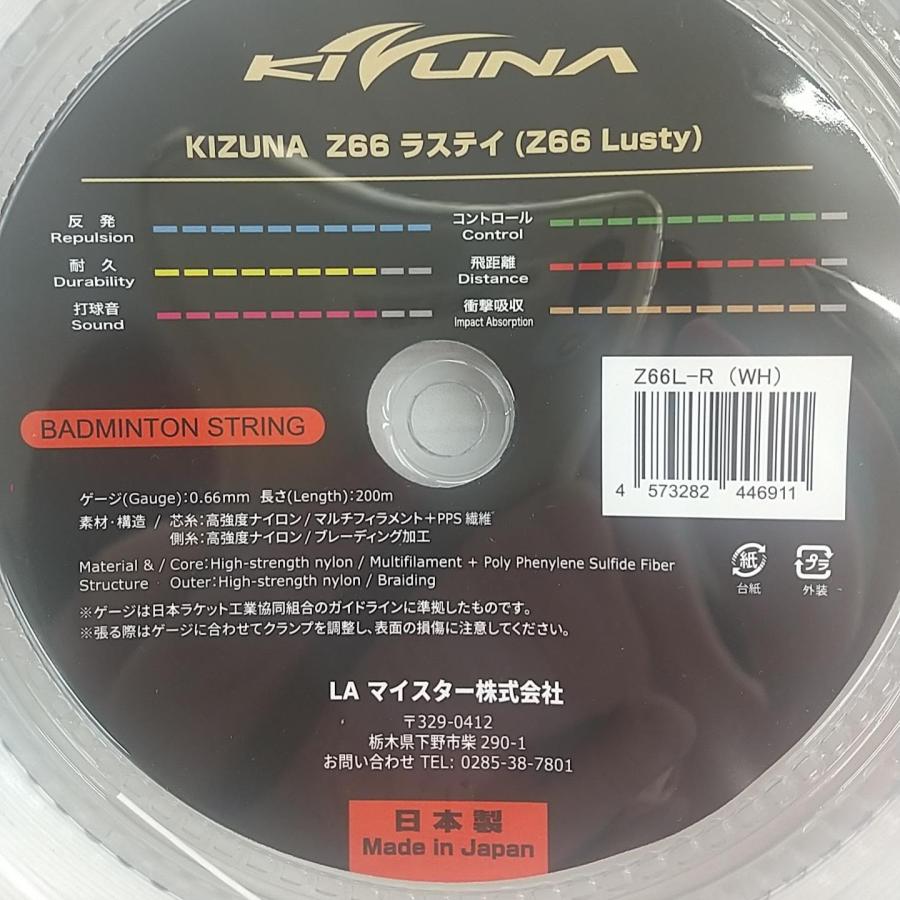 KIZUNA
KIZUNA Z66 ラステイ (Z66 Lusty)
反 発
Repulsion
耐 久
Durability
打球音
Sound
コントロール
Control
飛距離
Distance
衝撃吸収
Impact Absorption
Z66L-R (WH)
4 573282 446911
BADMINTON STRING
ゲージ(Gauge):0.66mm 長さ(Length):200m
素材・構造 / 芯糸:高強度ナイロン/マルチフィラメント+PPS繊維
側糸:高強度ナイロン/ブレーディング加工
Material & / Core:High-strength nylon / Multifilament + Poly Phenylene Sulfide Fiber
Structure Outer:High-strength nylon / Braiding
※ゲージは日本ラケット工業協同組合のガイドラインに準拠したものです。
※張る際はゲージに合わせてクランプを調整し、表面の損傷に注意してください。
紙
台紙
プラ
外装
LA マイスター株式会社
〒329-0412
栃木県下野市柴 290-1
お問い合わせ TEL: 0285-38-7801
日本製
Made in Japan